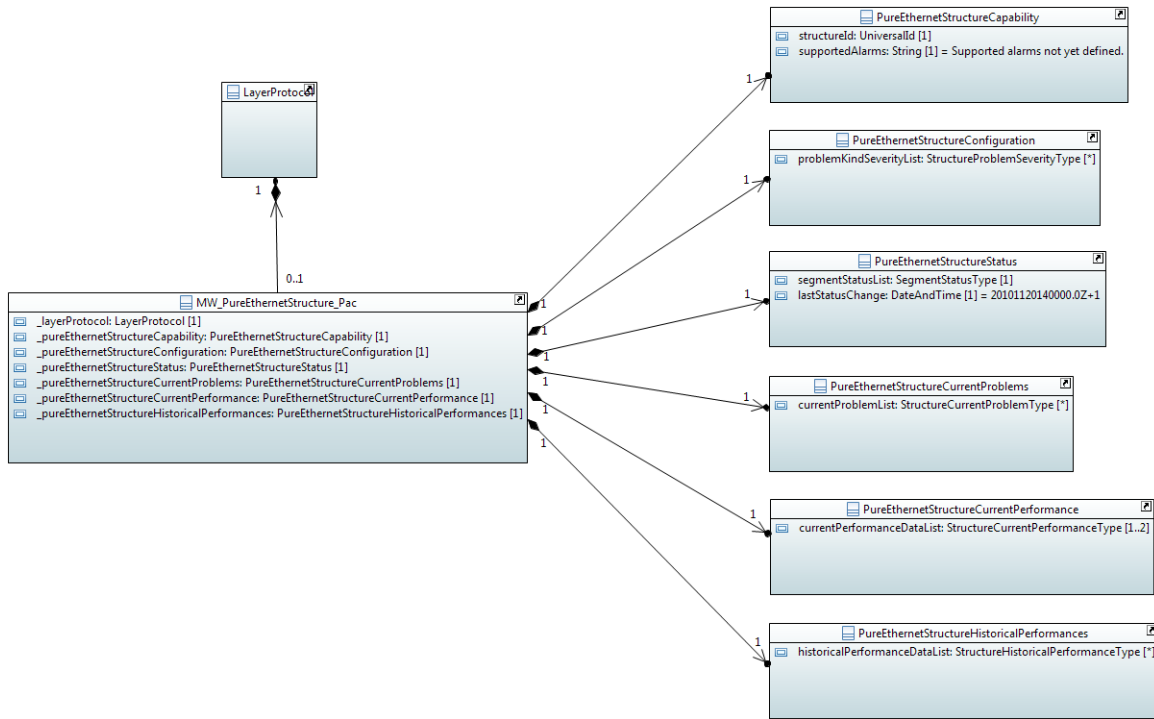 PureEthernetStructureCapability
structureId: UniversalId [1]
supportedAlarms: String [1] = Supported alarms not yet defined.
1
LayerProtocol
1
0..1
PureEthernetStructureConfiguration
problemKindSeverityList: StructureProblemSeverityType [*]
1
PureEthernetStructureStatus
segmentStatusList: SegmentStatusType [1]
lastStatusChange: DateAndTime [1] = 20101120140000.0Z+1
1
MW_PureEthernetStructure_Pac
_layerProtocol: LayerProtocol [1]
_pureEthernetStructureCapability: PureEthernetStructureCapability [1]
_pureEthernetStructureConfiguration: PureEthernetStructureConfiguration [1]
_pureEthernetStructureStatus: PureEthernetStructureStatus [1]
_pureEthernetStructureCurrentProblems: PureEthernetStructureCurrentProblems [1]
_pureEthernetStructureCurrentPerformance: PureEthernetStructureCurrentPerformance [1]
_pureEthernetStructureHistoricalPerformances: PureEthernetStructureHistoricalPerformances [1]
1
1
1
1
1
1
PureEthernetStructureCurrentProblems
currentProblemList: StructureCurrentProblemType [*]
1
PureEthernetStructureCurrentPerformance
currentPerformanceDataList: StructureCurrentPerformanceType [1..2]
1
PureEthernetStructureHistoricalPerformances
historicalPerformanceDataList: StructureHistoricalPerformanceType [*]
1